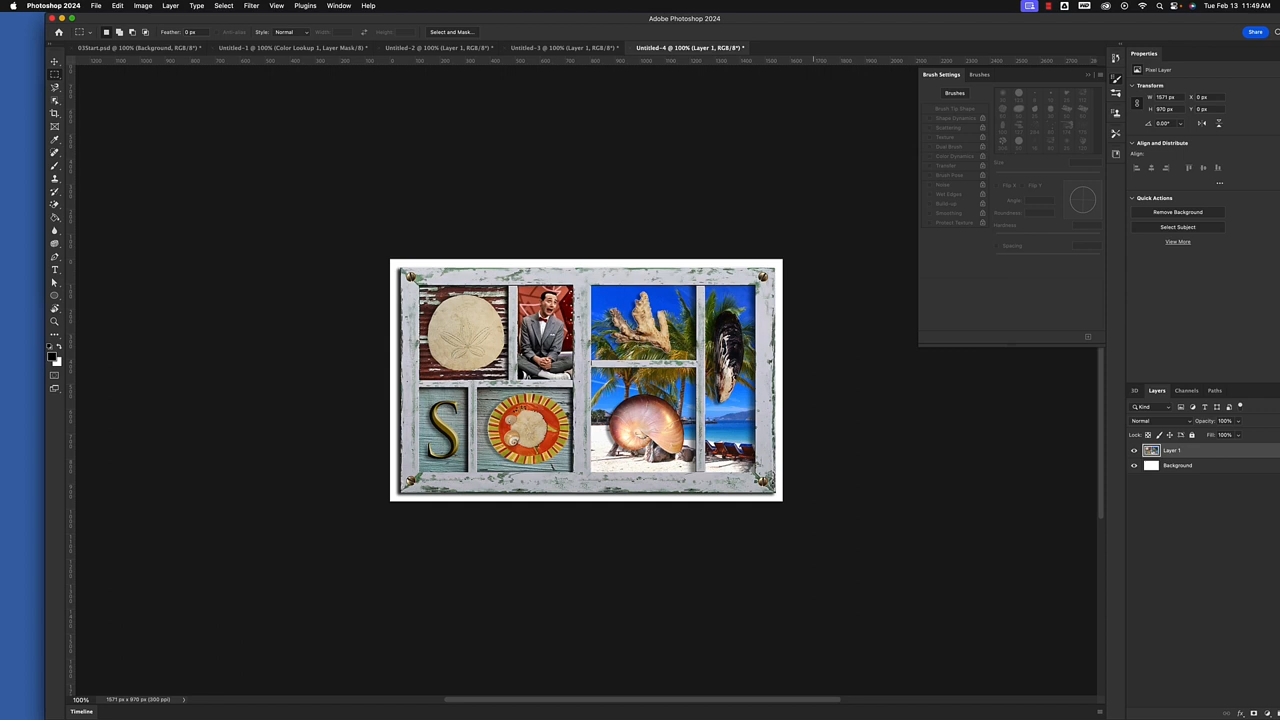 Photoshop 2024 File Edit Image Layer Type Select Filter View Plugins Window Help Tue Feb 13 11:49AM
Adobe Photoshop 2024
Feather: 0 px Anti-alias Style: Normal Width: Height: Select and Mask... Share
03Start.psd @ 100% (Background, RGB/8*) * Untitled-1 @ 100% (Color Lookup 1, Layer Mask/8) * Untitled-2 @ 100% (Layer 1, RGB/8*) * Untitled-3 @ 100% (Layer 1, RGB/8*) * Untitled-4 @ 100% (Layer 1, RGB/8*) *
Brush Settings Brushes
Brushes
Brush Tip Shape
Shape Dynamics
Scattering
Texture
Dual Brush
Color Dynamics
Transfer
Brush Pose
Noise
Wet Edges
Build-up
Smoothing
Protect Texture
Size
Flip X Flip Y
Angle:
Roundness:
Hardness
Spacing
Properties
Pixel Layer
Transform
W 1571 px X 0 px
H 970 px Y 0 px
0.00°
Align and Distribute
Align:
Quick Actions
Remove Background
Select Subject
View More
3D Layers Channels Paths
Kind
Normal Opacity: 100%
Lock: Fill: 100%
Layer 1
Background
S
100% 1571 px x 970 px (300 ppi)
Timeline